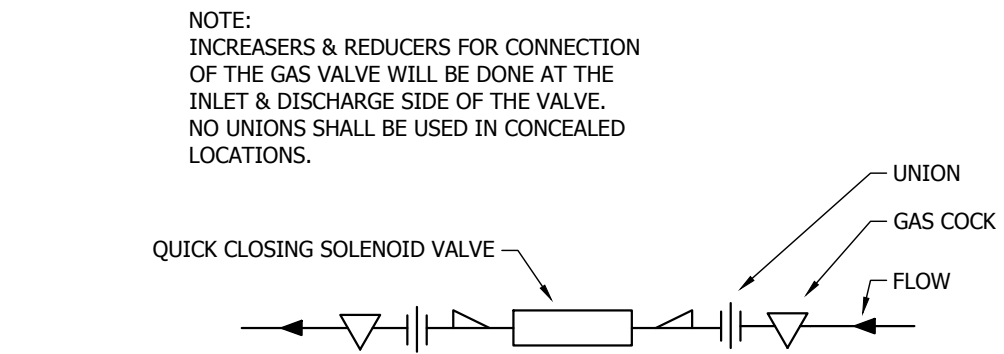 NOTE:
INCREASERS & REDUCERS FOR CONNECTION
OF THE GAS VALVE WILL BE DONE AT THE
INLET & DISCHARGE SIDE OF THE VALVE.
NO UNIONS SHALL BE USED IN CONCEALED
LOCATIONS.
UNION
GAS COCK
QUICK CLOSING SOLENOID VALVE
FLOW